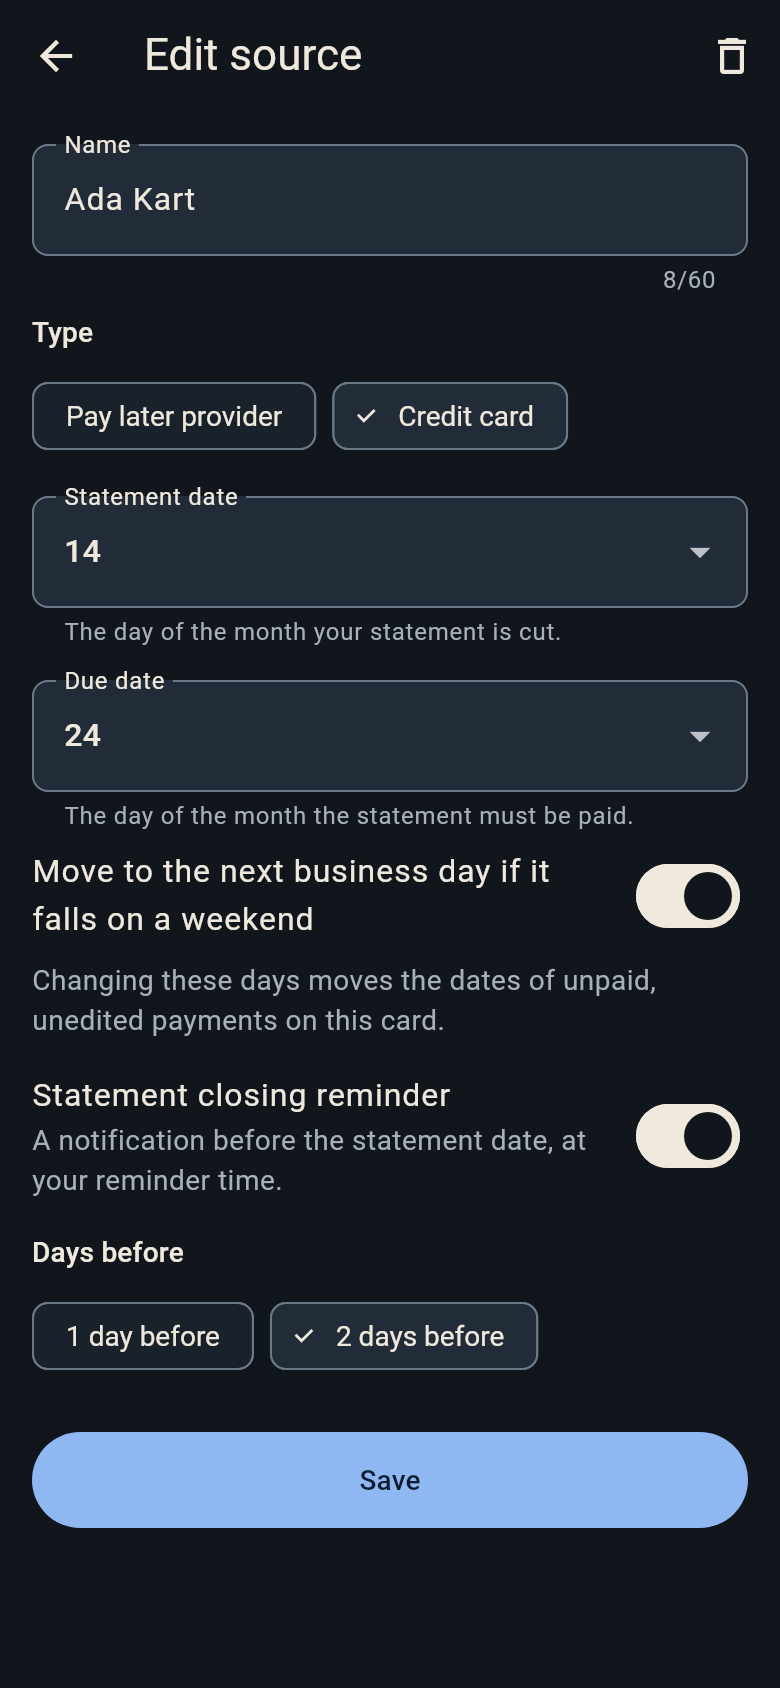 Edit source
Name
Ada Kart
8/60
Type
Pay later provider
Credit card
Statement date
14
The day of the month your statement is cut.
Due date
24
The day of the month the statement must be paid.
Move to the next business day if it
falls on a weekend
Changing these days moves the dates of unpaid,
unedited payments on this card.
Statement closing reminder
A notification before the statement date, at
your reminder time.
Days before
1 day before
2 days before
Save